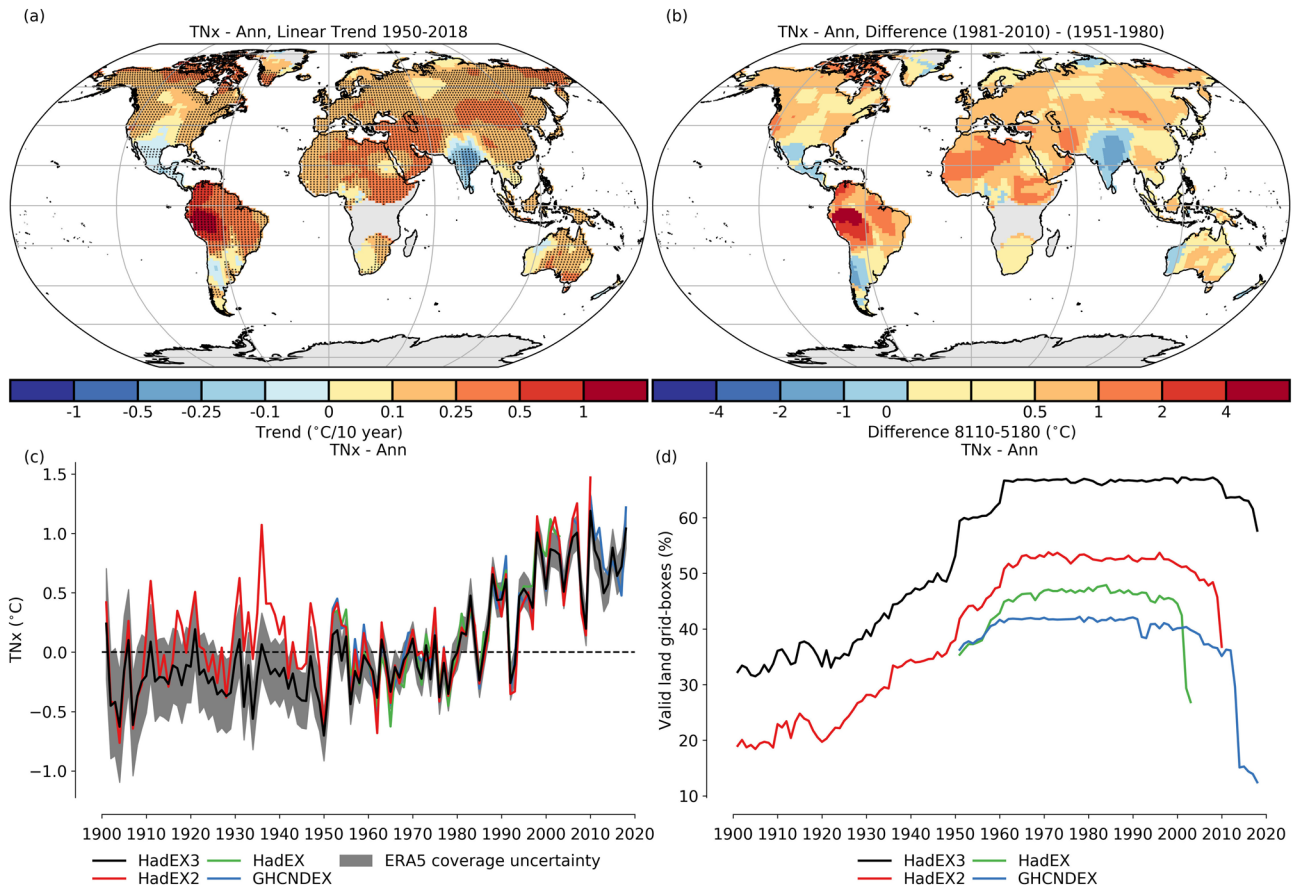 (a)
TNx - Ann, Linear Trend 1950-2018
-1 -0.5 -0.25 -0.1 0 0.1 0.25 0.5 1
Trend (°C/10 year)
(b)
TNx - Ann, Difference (1981-2010) - (1951-1980)
-4 -2 -1 0 0.5 1 2 4
Difference 8110-5180 (°C)
(c)
TNx - Ann
TNx (°C)
1.5
1.0
0.5
0.0
−0.5
−1.0
1900 1910 1920 1930 1940 1950 1960 1970 1980 1990 2000 2010 2020
HadEX3 HadEX ERA5 coverage uncertainty
HadEX2 GHCNDEX
(d)
TNx - Ann
Valid land grid-boxes (%)
60
50
40
30
20
10
1900 1910 1920 1930 1940 1950 1960 1970 1980 1990 2000 2010 2020
HadEX3 HadEX
HadEX2 GHCNDEX